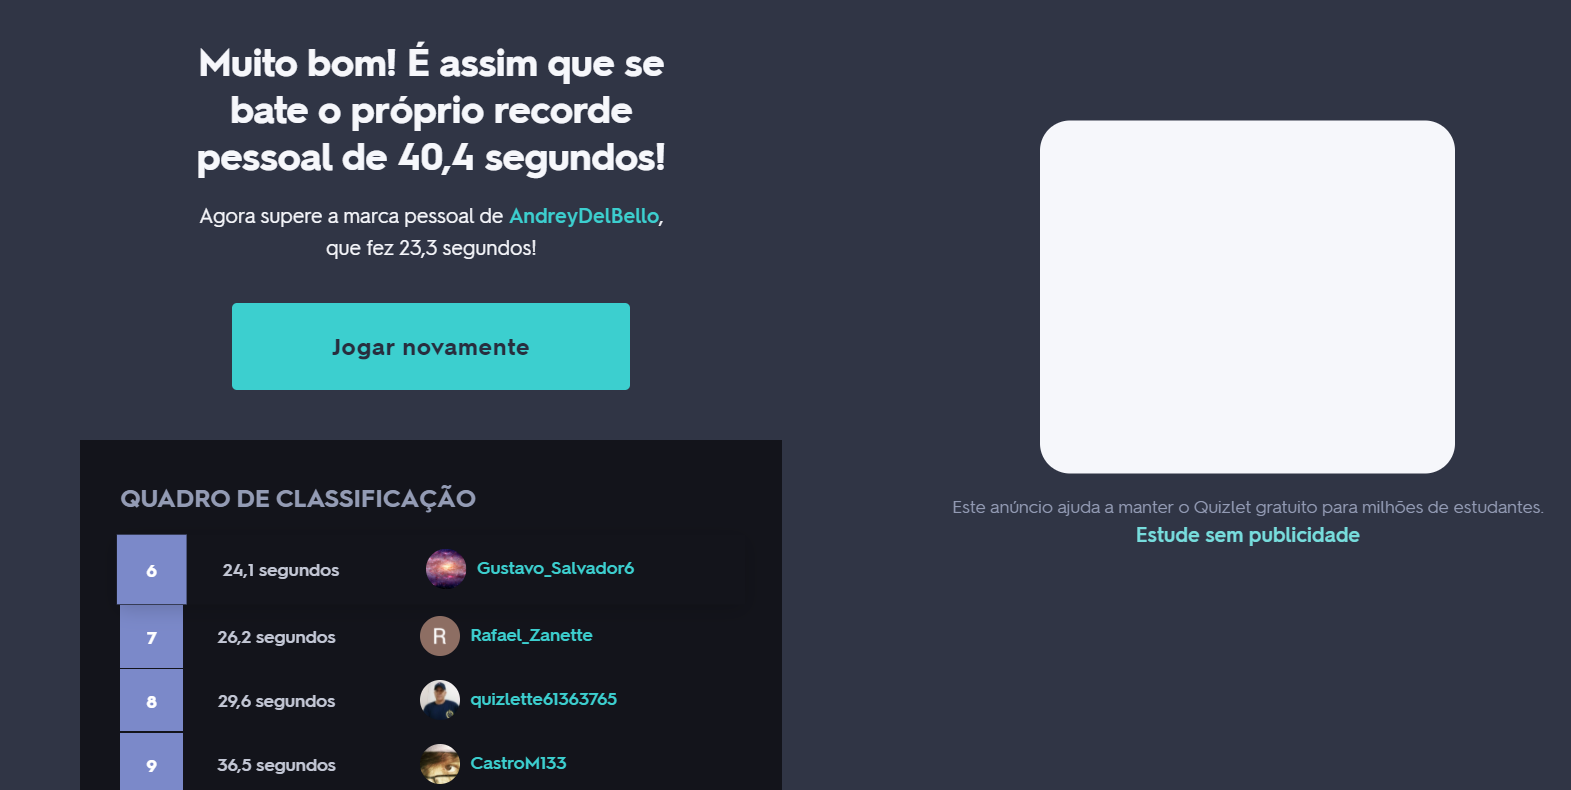 Muito bom! É assim que se
bate o próprio recorde
pessoal de 40,4 segundos!
Agora supere a marca pessoal de AndreyDelBello,
que fez 23,3 segundos!
Jogar novamente
QUADRO DE CLASSIFICAÇÃO
6 24,1 segundos Gustavo_Salvador6
7 26,2 segundos R Rafael_Zanette
8 29,6 segundos quizlette61363765
9 36,5 segundos CastroM133
Este anúncio ajuda a manter o Quizlet gratuito para milhões de estudantes.
Estude sem publicidade